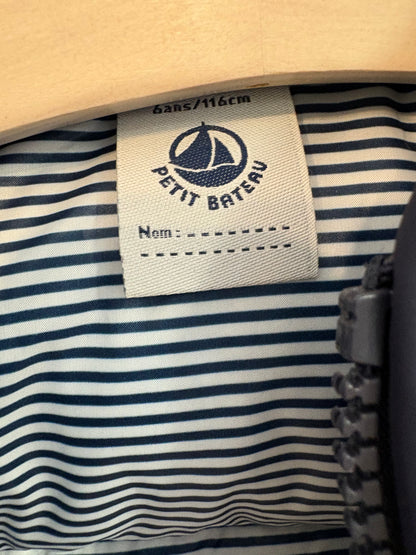 6ans/116cm
PETIT BATEAU
Nom :